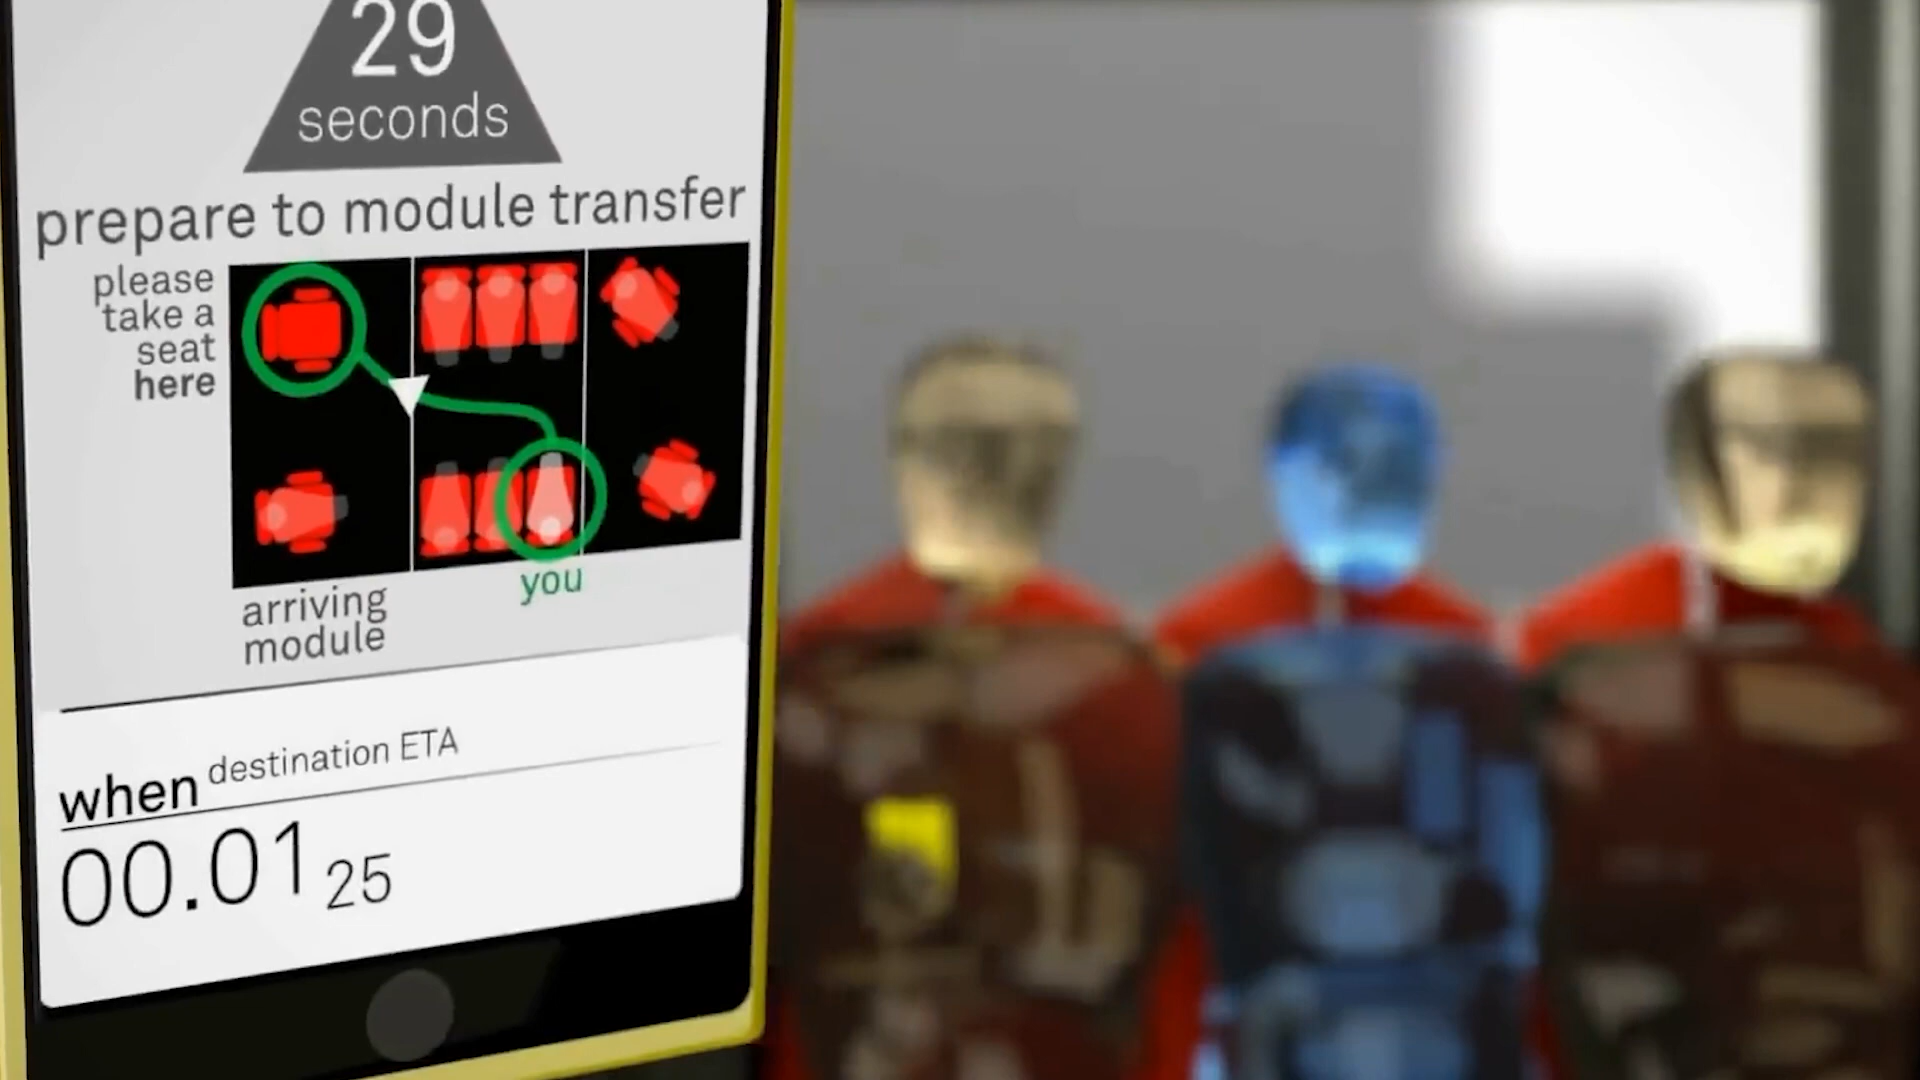 29
seconds
prepare to module transfer
please
take a
seat
here
you
arriving
module
when destination ETA
00.01 25